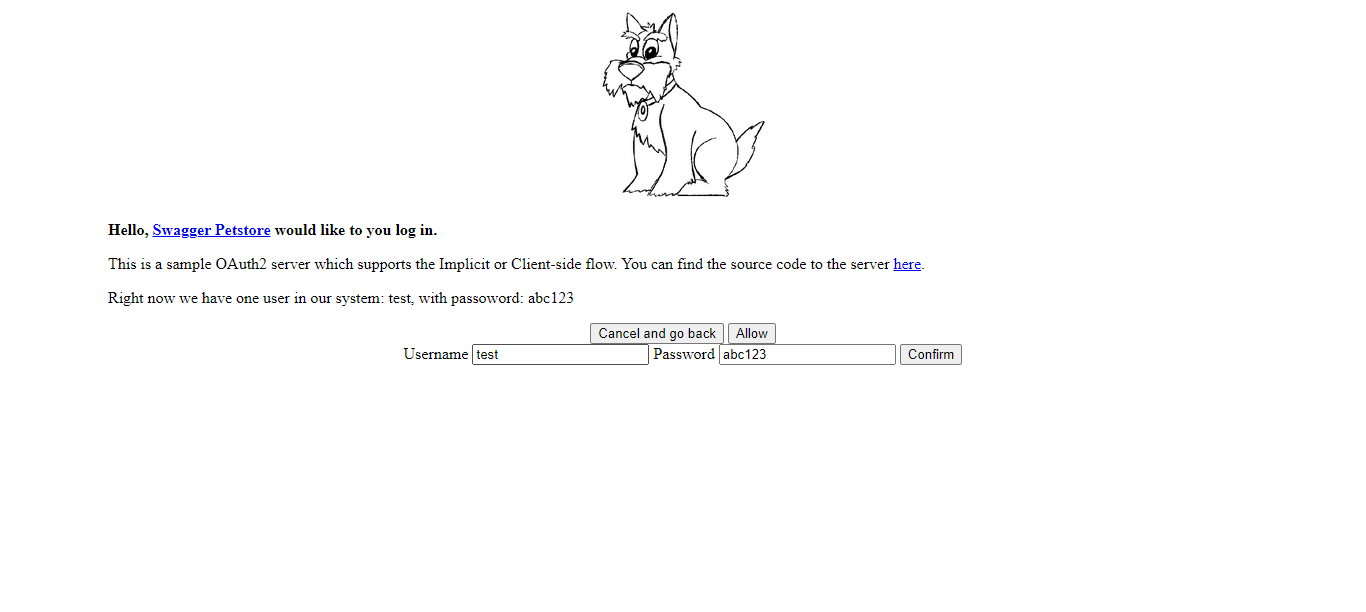 Hello, Swagger Petstore would like to you log in.
This is a sample OAuth2 server which supports the Implicit or Client-side flow. You can find the source code to the server here.
Right now we have one user in our system: test, with passoword: abc123
Cancel and go back Allow
Username test Password abc123 Confirm